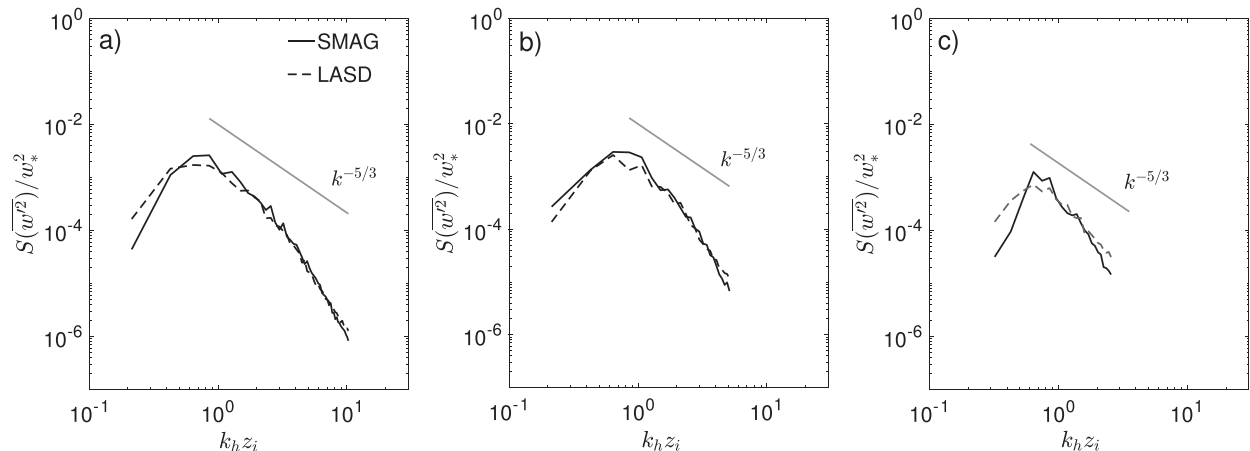 a)
SMAG
LASD
k^{-5/3}
10^0
10^{-2}
10^{-4}
10^{-6}
S(\overline{w'^2})/w_*^2
10^{-1}
10^0
10^1
k_h z_i
b)
k^{-5/3}
10^0
10^{-2}
10^{-4}
10^{-6}
S(\overline{w'^2})/w_*^2
10^{-1}
10^0
10^1
k_h z_i
c)
k^{-5/3}
10^0
10^{-2}
10^{-4}
10^{-6}
S(\overline{w'^2})/w_*^2
10^{-1}
10^0
10^1
k_h z_i